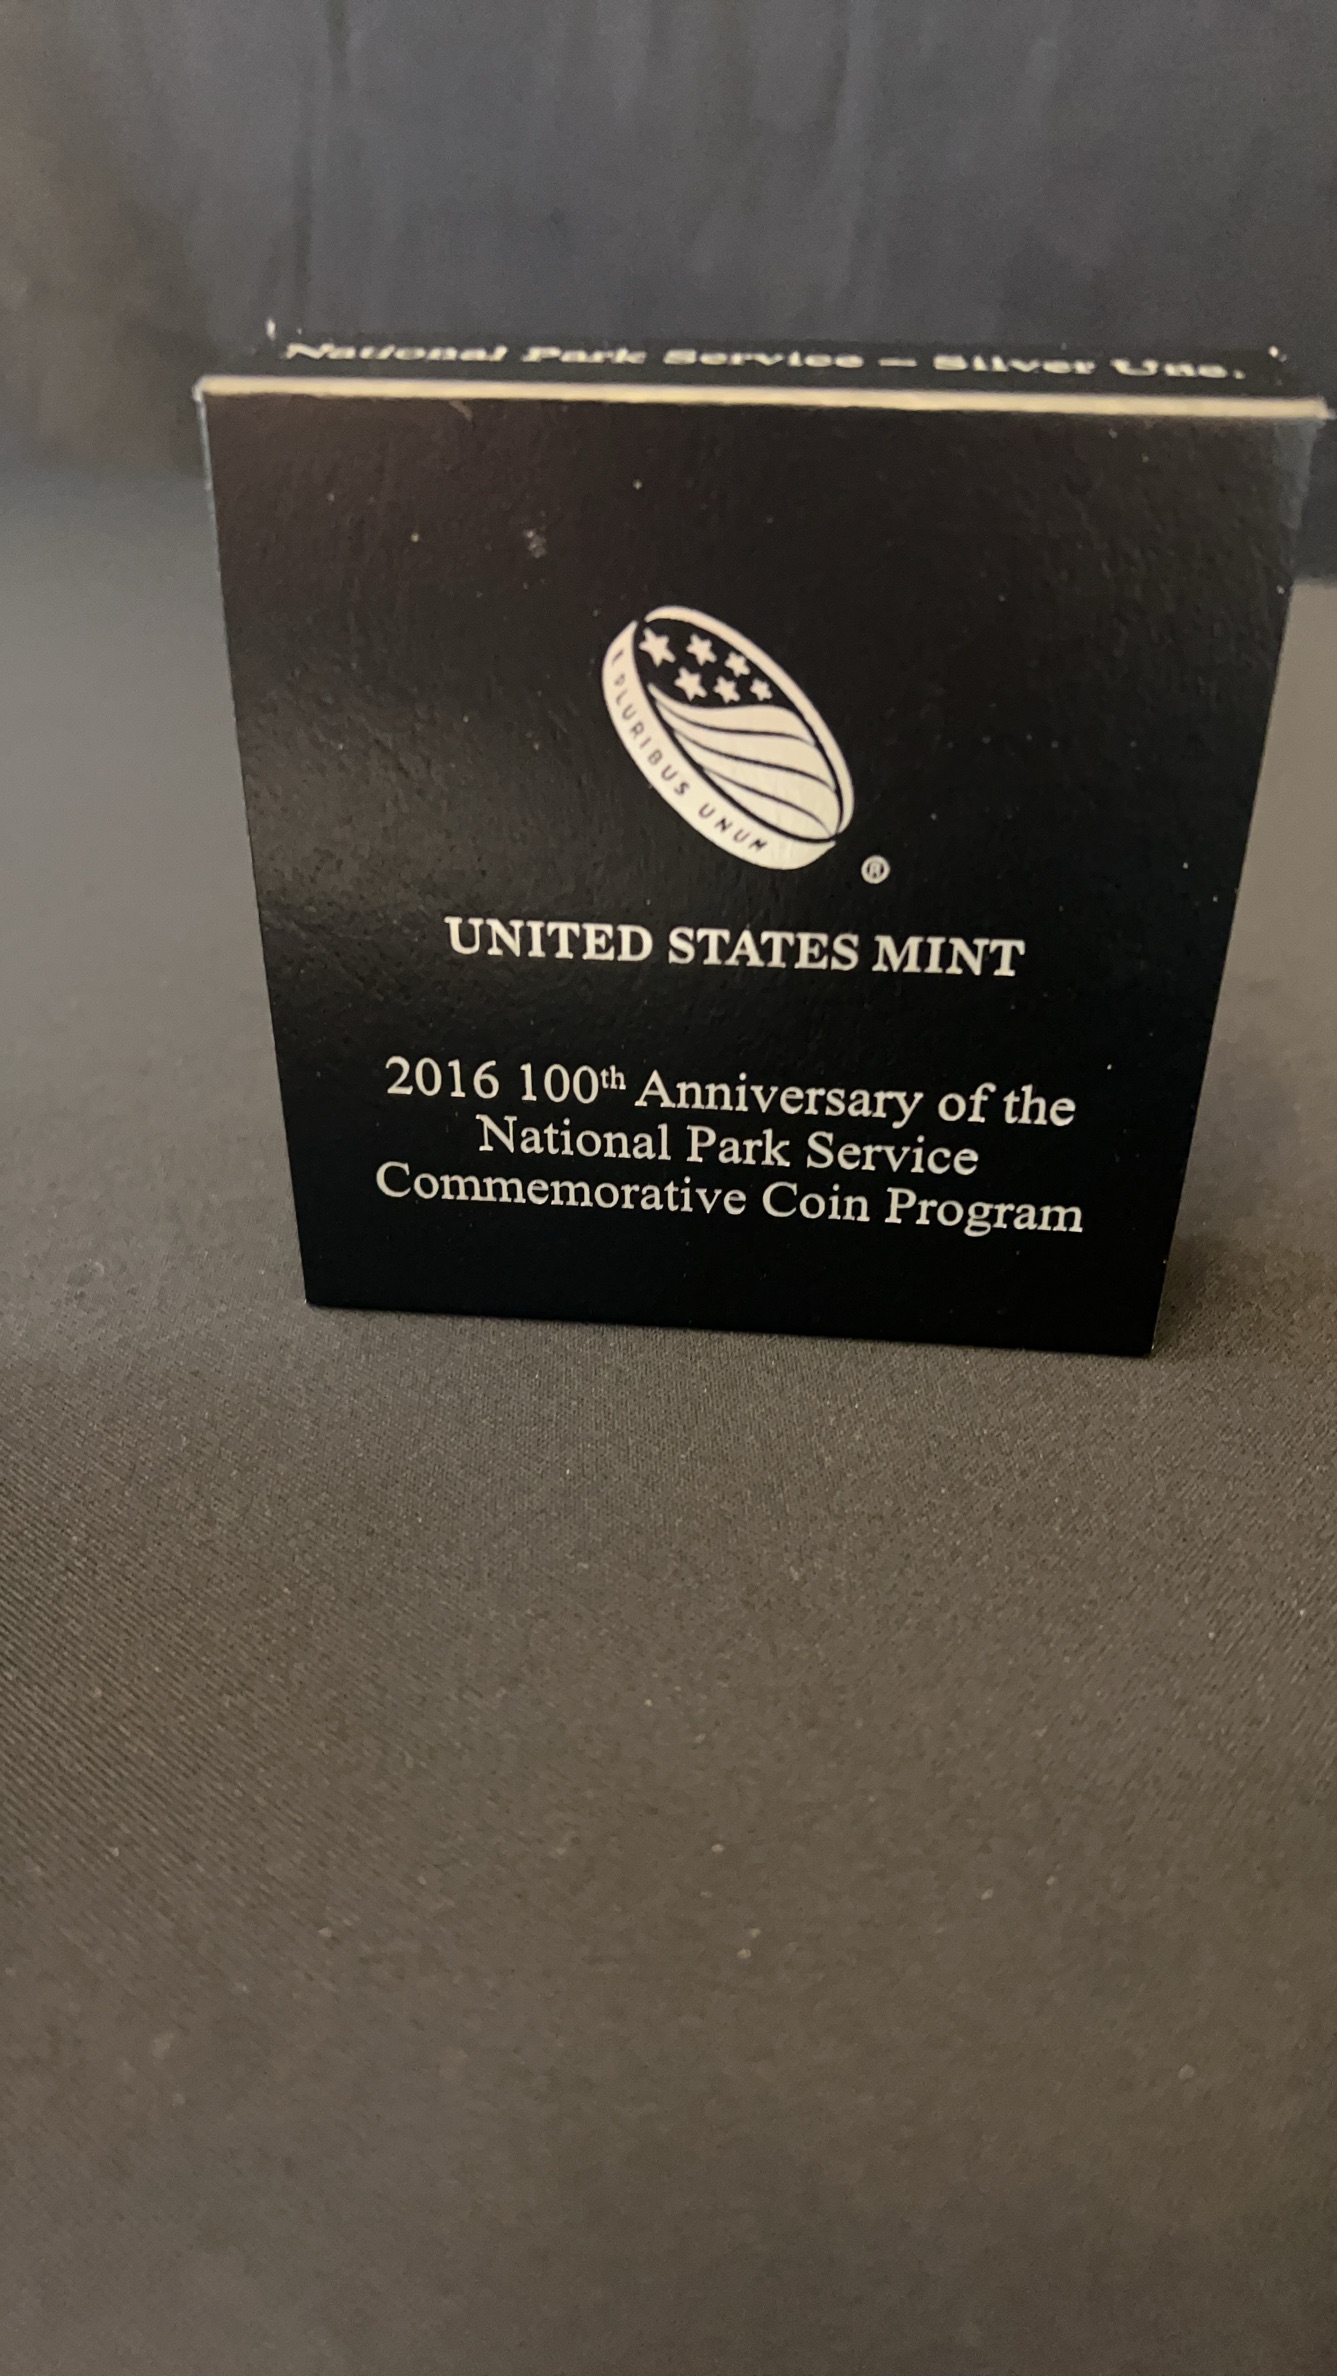 National Park Service – Silver Unc.
E PLURIBUS UNUM
®
UNITED STATES MINT
2016 100th Anniversary of the
National Park Service
Commemorative Coin Program